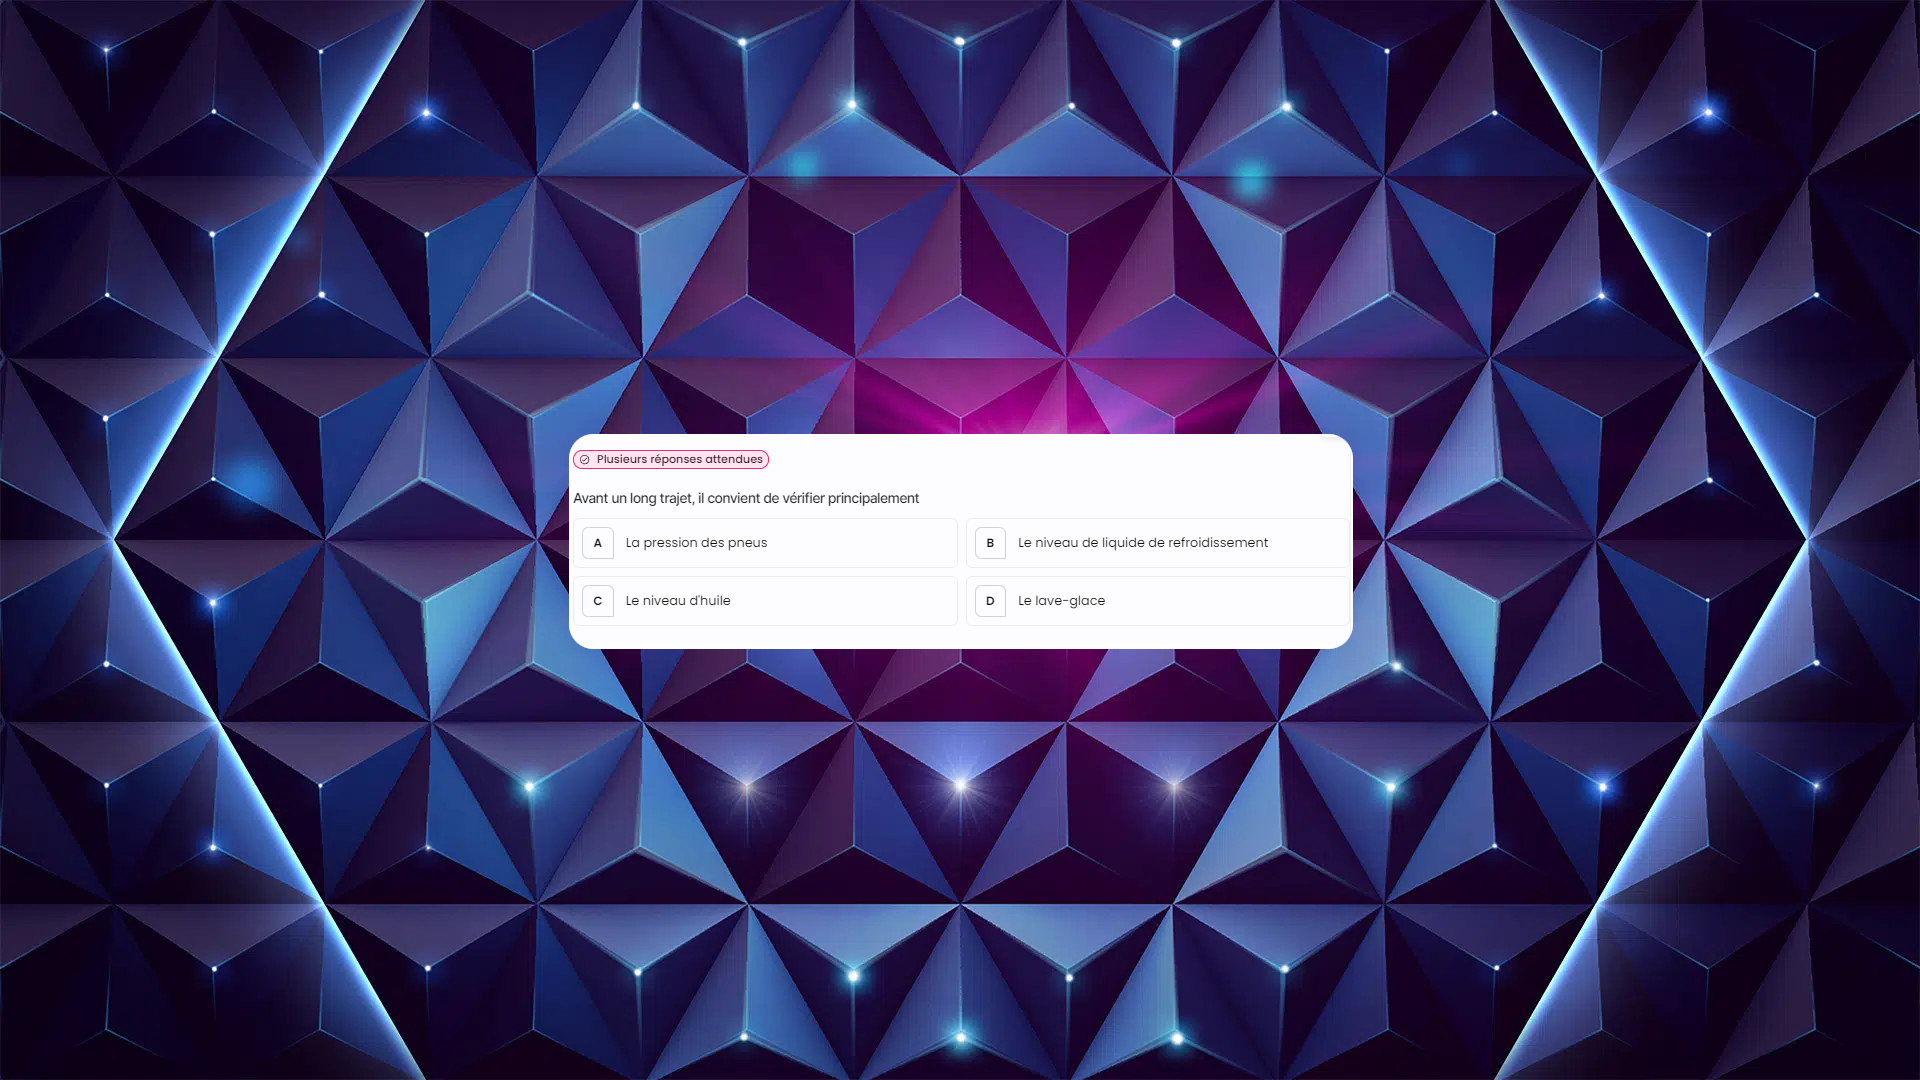 Plusieurs réponses attendues
Avant un long trajet, il convient de vérifier principalement
A La pression des pneus
B Le niveau de liquide de refroidissement
C Le niveau d'huile
D Le lave-glace